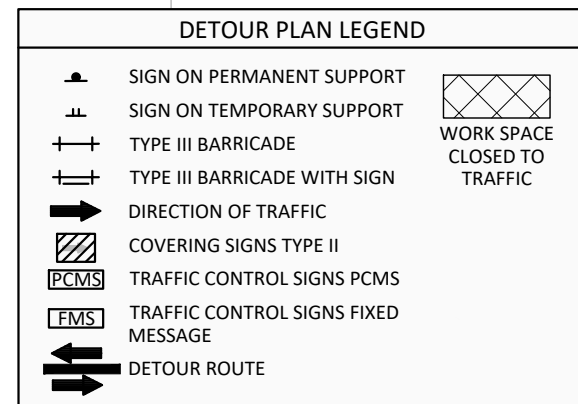 DETOUR PLAN LEGEND
SIGN ON PERMANENT SUPPORT
SIGN ON TEMPORARY SUPPORT
TYPE III BARRICADE
TYPE III BARRICADE WITH SIGN
DIRECTION OF TRAFFIC
COVERING SIGNS TYPE II
PCMS TRAFFIC CONTROL SIGNS PCMS
FMS TRAFFIC CONTROL SIGNS FIXED
MESSAGE
DETOUR ROUTE
WORK SPACE
CLOSED TO
TRAFFIC